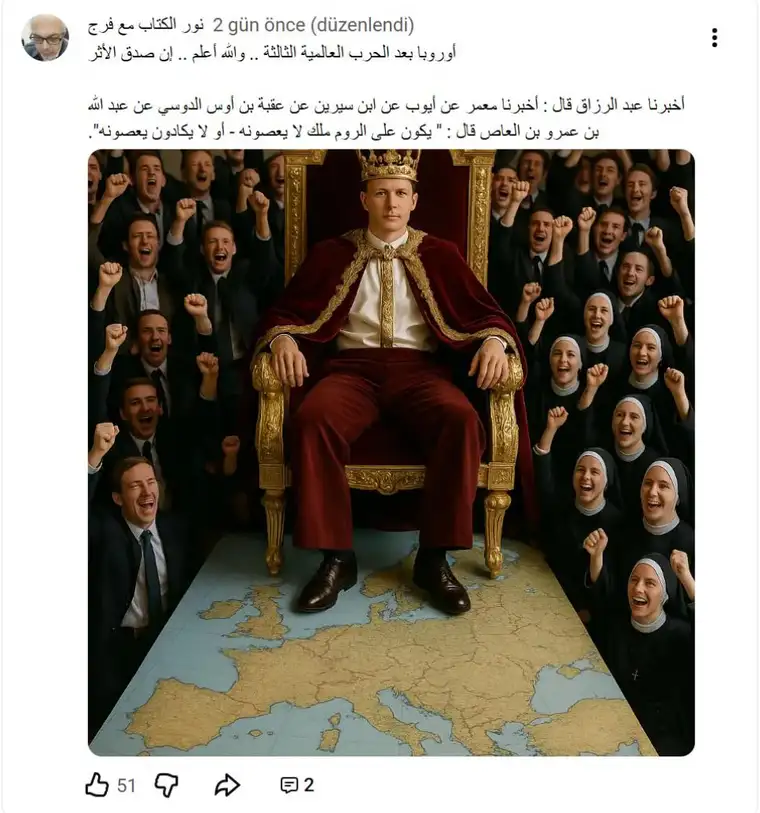 نور الكتاب مع فرج 2 gün önce (düzenlendi)
أوروبا بعد الحرب العالمية الثالثة .. والله أعلم .. إن صدق الأثر
أخبرنا عبد الرزاق قال : أخبرنا معمر عن أيوب عن ابن سيرين عن عقبة بن أوس الدوسي عن عبد الله
بن عمرو بن العاص قال : " يكون على الروم ملك لا يعصونه - أو لا يكادون يعصونه".
51
2